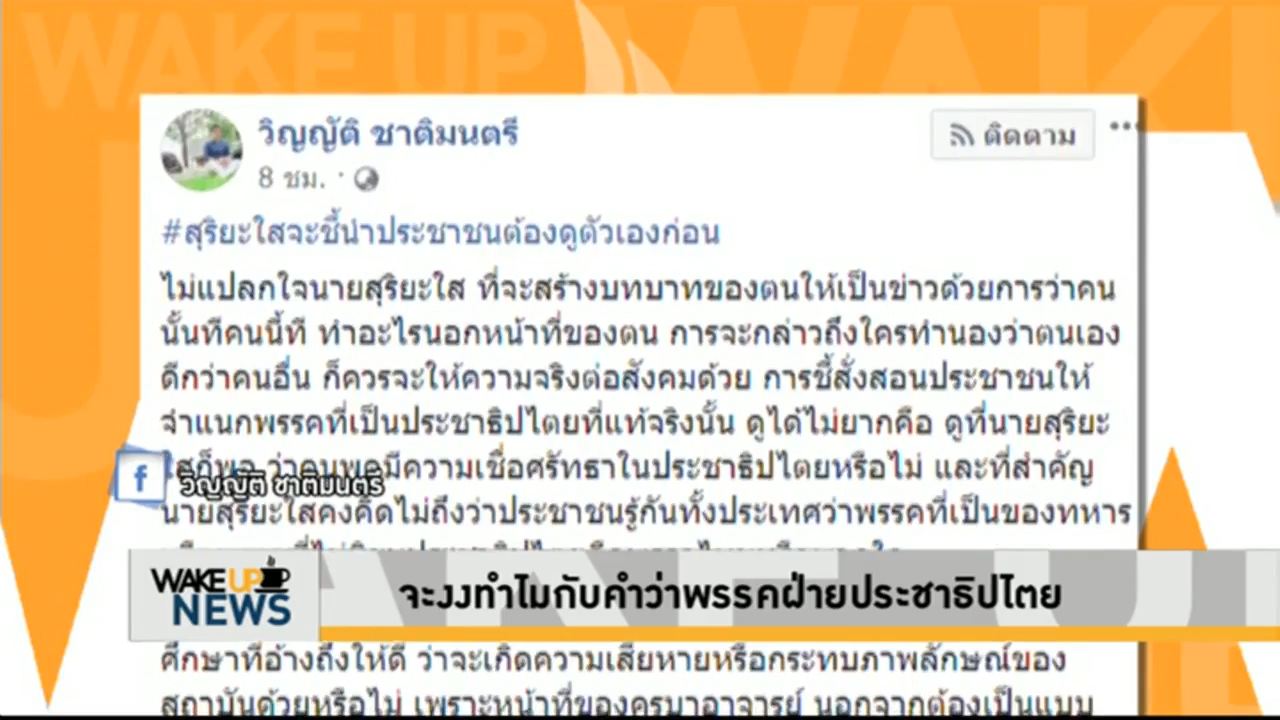 WAKE UP
วิญญัติ ชาติมนตรี
ติดตาม
8 ชม.
#สุริยะใสจะชี้นำประชาชนต้องดูตัวเองก่อน
ไม่แปลกใจนายสุริยะใส ที่จะสร้างบทบาทของตนให้เป็นข่าวด้วยการว่าคน
นั้นทีคนนี้ที ทำอะไรนอกหน้าที่ของตน การจะกล่าวถึงใครทำนองว่าตนเอง
ดีกว่าคนอื่น ก็ควรจะให้ความจริงต่อสังคมด้วย การชี้สั่งสอนประชาชนให้
จำแนกพรรคที่เป็นประชาธิปไตยที่แท้จริงนั้น ดูได้ไม่ยากคือ ดูที่นายสุริยะ
ใสก็พอ ว่าคนพูดมีความเชื่อศรัทธาในประชาธิปไตยหรือไม่ และที่สำคัญ
f วิญญัติ ชาติมนตรี
นายสุริยะใสคงคิดไม่ถึงว่าประชาชนรู้กันทั้งประเทศว่าพรรคที่เป็นของทหาร
WAKE UP NEWS
จะงงทำไมกับคำว่าพรรคฝ่ายประชาธิปไตย
ศึกษาที่อ้างถึงให้ดี ว่าจะเกิดความเสียหายหรือกระทบภาพลักษณ์ของ
สถาบันด้วยหรือไม่ เพราะหน้าที่ของครูบาอาจารย์ นอกจากต้องเป็นแบบ